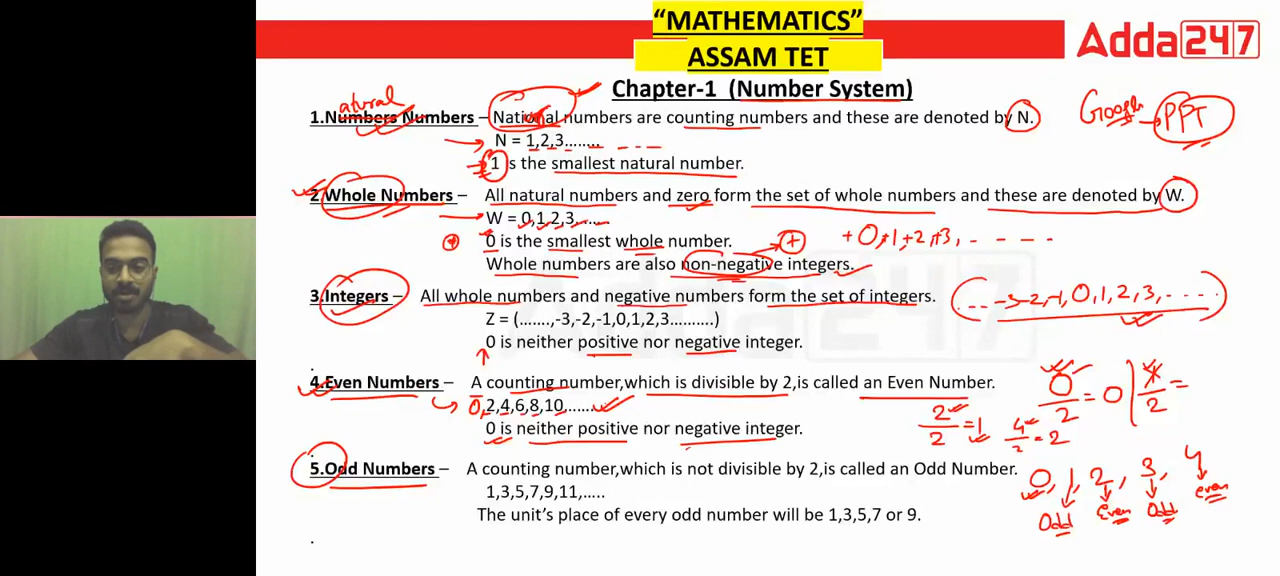 “MATHEMATICS”
ASSAM TET
Adda247
Chapter-1 (Number System)
atural
1.Numbers Numbers – National numbers are counting numbers and these are denoted by N.
Google → PPT
N = 1,2,3........
1 is the smallest natural number.
2.Whole Numbers – All natural numbers and zero form the set of whole numbers and these are denoted by W.
W = 0,1,2,3.......
0 is the smallest whole number.
+
+ 0,+1,+2,+3, - - - -
Whole numbers are also non-negative integers.
3.Integers – All whole numbers and negative numbers form the set of integers.
(... -3-2,-1,0,1,2,3,.....)
Z = (.......,-3,-2,-1,0,1,2,3..........)
0 is neither positive nor negative integer.
.
4.Even Numbers – A counting number,which is divisible by 2,is called an Even Number.
0,2,4,6,8,10,.......
0/2 = 0 | 4/2 =
2/2 = 1 4/2 = 2
0 is neither positive nor negative integer.
.
5.Odd Numbers – A counting number,which is not divisible by 2,is called an Odd Number.
0, 1, 2, 3, 4
1,3,5,7,9,11,.....
Odd Even Odd Even
The unit’s place of every odd number will be 1,3,5,7 or 9.
.